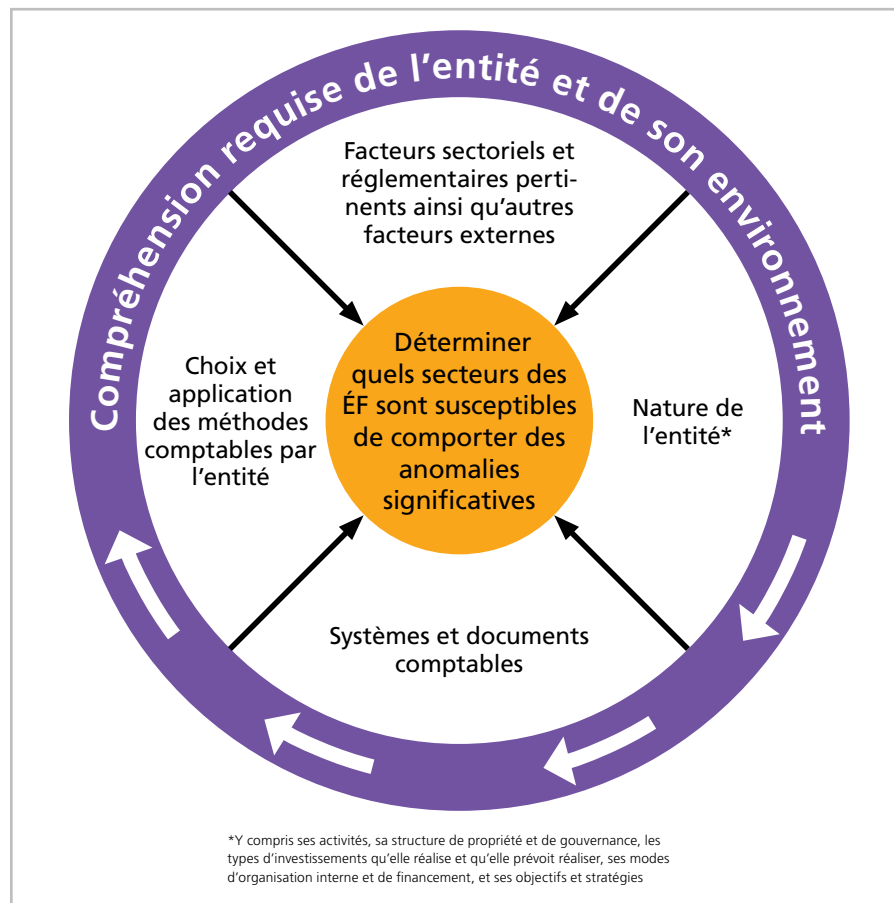 Compréhension requise de l'entité et de son environnement
Facteurs sectoriels et
réglementaires perti-
nents ainsi qu'autres
facteurs externes
Choix et
application
des méthodes
comptables par
l'entité
Déterminer
quels secteurs des
ÉF sont susceptibles
de comporter des
anomalies
significatives
Nature de
l'entité*
Systèmes et documents
comptables
*Y compris ses activités, sa structure de propriété et de gouvernance, les
types d'investissements qu'elle réalise et qu'elle prévoit réaliser, ses modes
d'organisation interne et de financement, et ses objectifs et stratégies